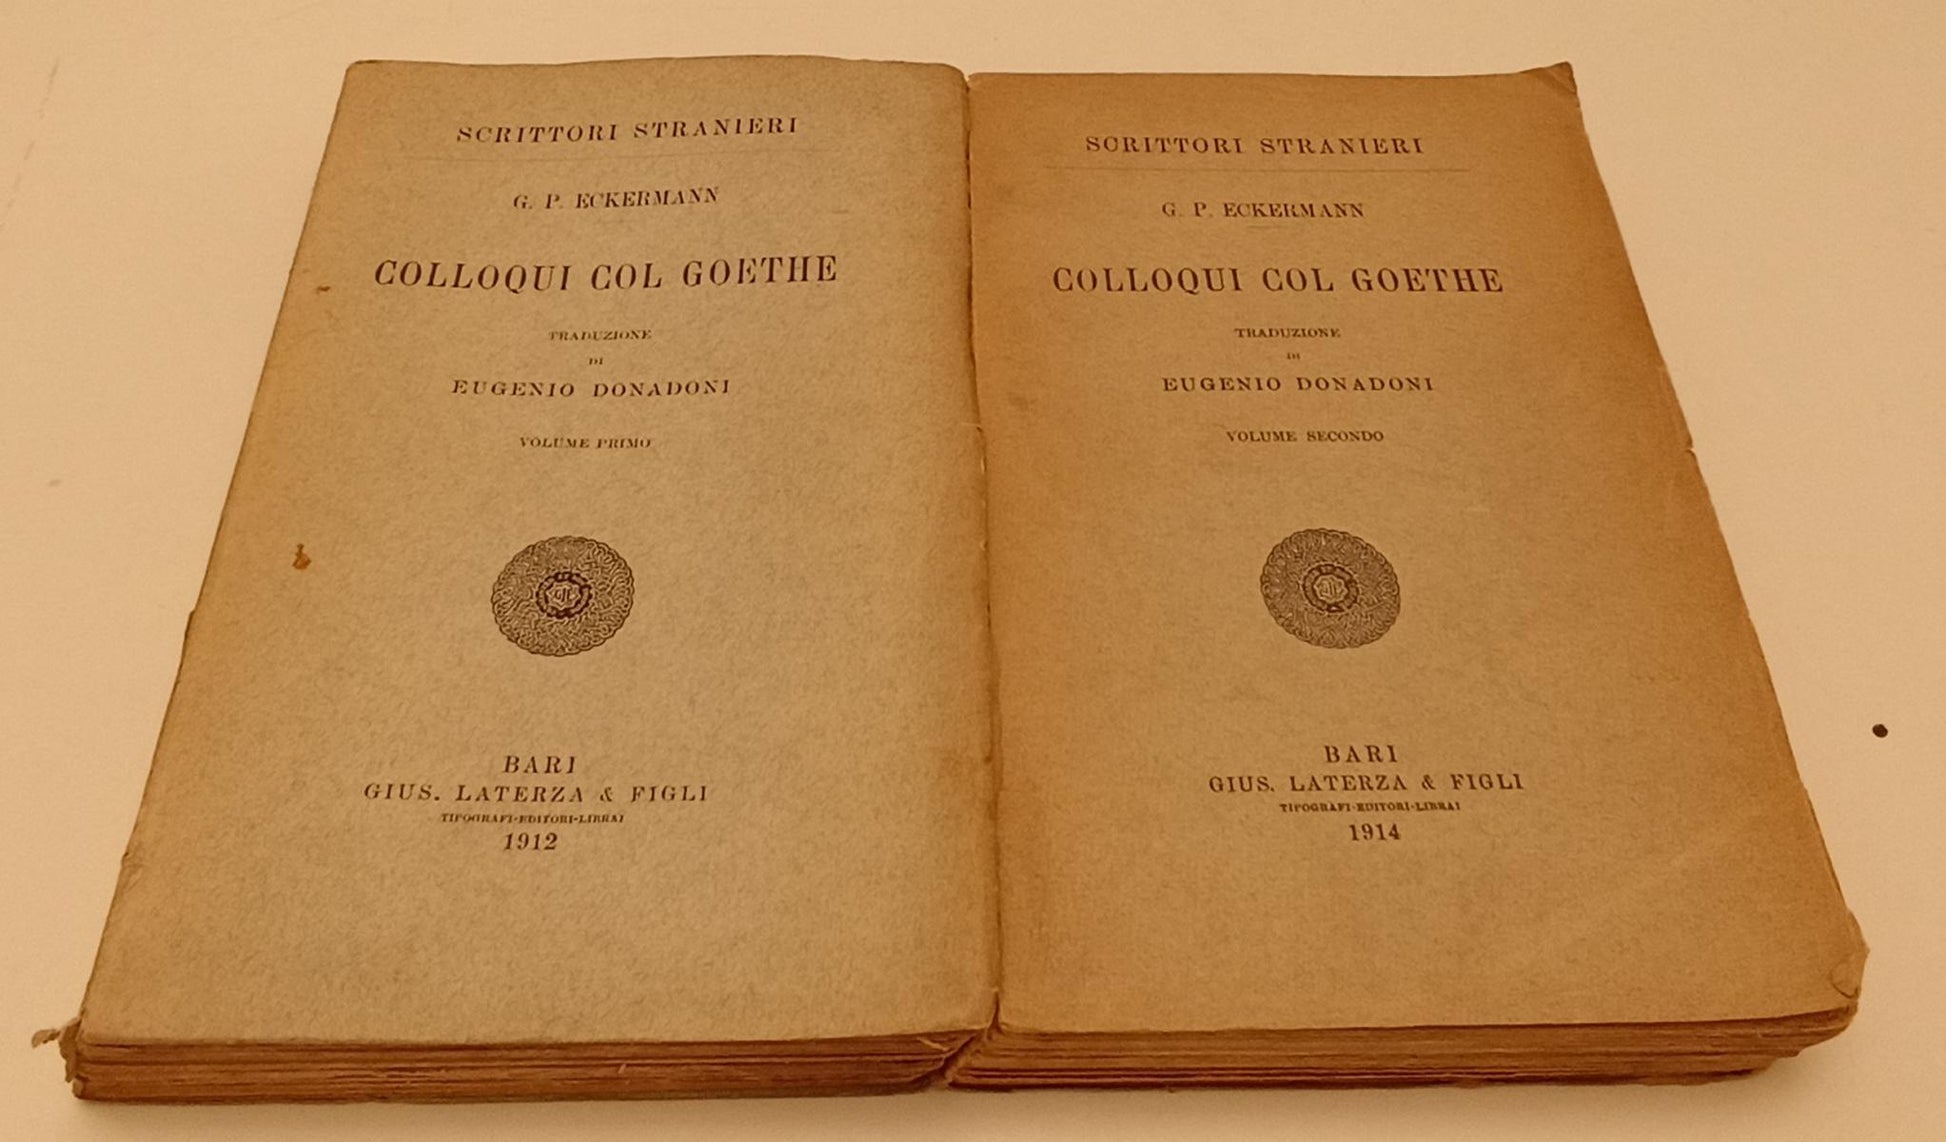 SCRITTORI STRANIERI
G. P. ECKERMANN
COLLOQUI COL GOETHE
TRADUZIONE
DI
EUGENIO DONADONI
VOLUME PRIMO
BARI
GIUS. LATERZA & FIGLI
TIPOGRAFI-EDITORI-LIBRAI
1912
SCRITTORI STRANIERI
G. P. ECKERMANN
COLLOQUI COL GOETHE
TRADUZIONE
DI
EUGENIO DONADONI
VOLUME SECONDO
BARI
GIUS. LATERZA & FIGLI
TIPOGRAFI-EDITORI-LIBRAI
1914